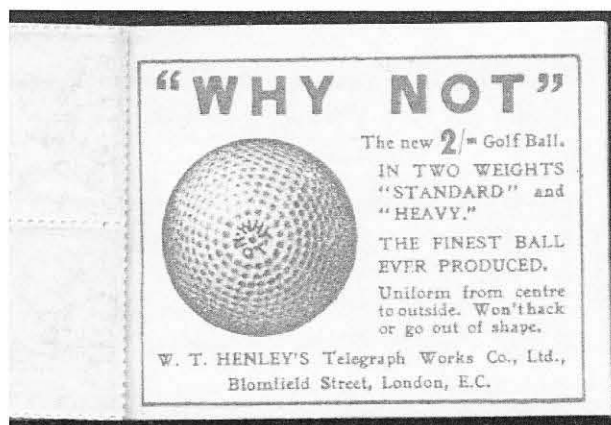 "WHY NOT"
The new 2/= Golf Ball.
IN TWO WEIGHTS
"STANDARD" and
"HEAVY."
THE FINEST BALL
EVER PRODUCED.
Uniform from centre
to outside. Won't hack
or go out of shape.
WHY
NOT
W. T. HENLEY'S Telegraph Works Co., Ltd.,
Blomfield Street, London, E.C.